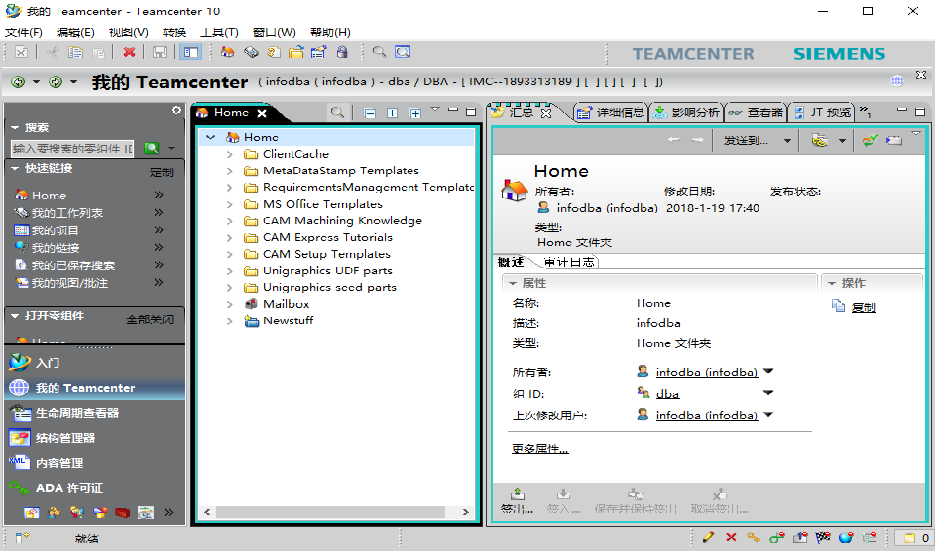 我的 Teamcenter - Teamcenter 10
文件(F) 编辑(E) 视图(V) 转换 工具(T) 窗口(W) 帮助(H)
TEAMCENTER SIEMENS
我的 Teamcenter ( infodba ( infodba ) - dba / DBA - [ IMC--1893313189 ] [ ] [ ] [ ] [ ])
搜索
输入要搜索的零组件 ID
快速链接 定制
Home
我的工作列表
我的项目
我的链接
我的已保存搜索
我的视图/批注
打开零组件 全部关闭
Home
入门
我的 Teamcenter
生命周期查看器
结构管理器
内容管理
ADA 许可证
就绪
Home
Home
ClientCache
MetaDataStamp Templates
RequirementsManagement Template
MS Office Templates
CAM Machining Knowledge
CAM Express Tutorials
CAM Setup Templates
Unigraphics UDF parts
Unigraphics seed parts
Mailbox
Newstuff
汇总 详细信息 影响分析 查看器 JT 预览 »1
发送到...
Home
所有者: 修改日期: 发布状态:
infodba (infodba) 2018-1-19 17:40
类型:
Home 文件夹
概述 审计日志
属性
名称: Home
描述: infodba
类型: Home 文件夹
所有者: infodba (infodba)
组 ID: dba
上次修改用户: infodba (infodba)
更多属性...
操作
复制
签出... 签入... 保存并保持签出 取消签出...
0